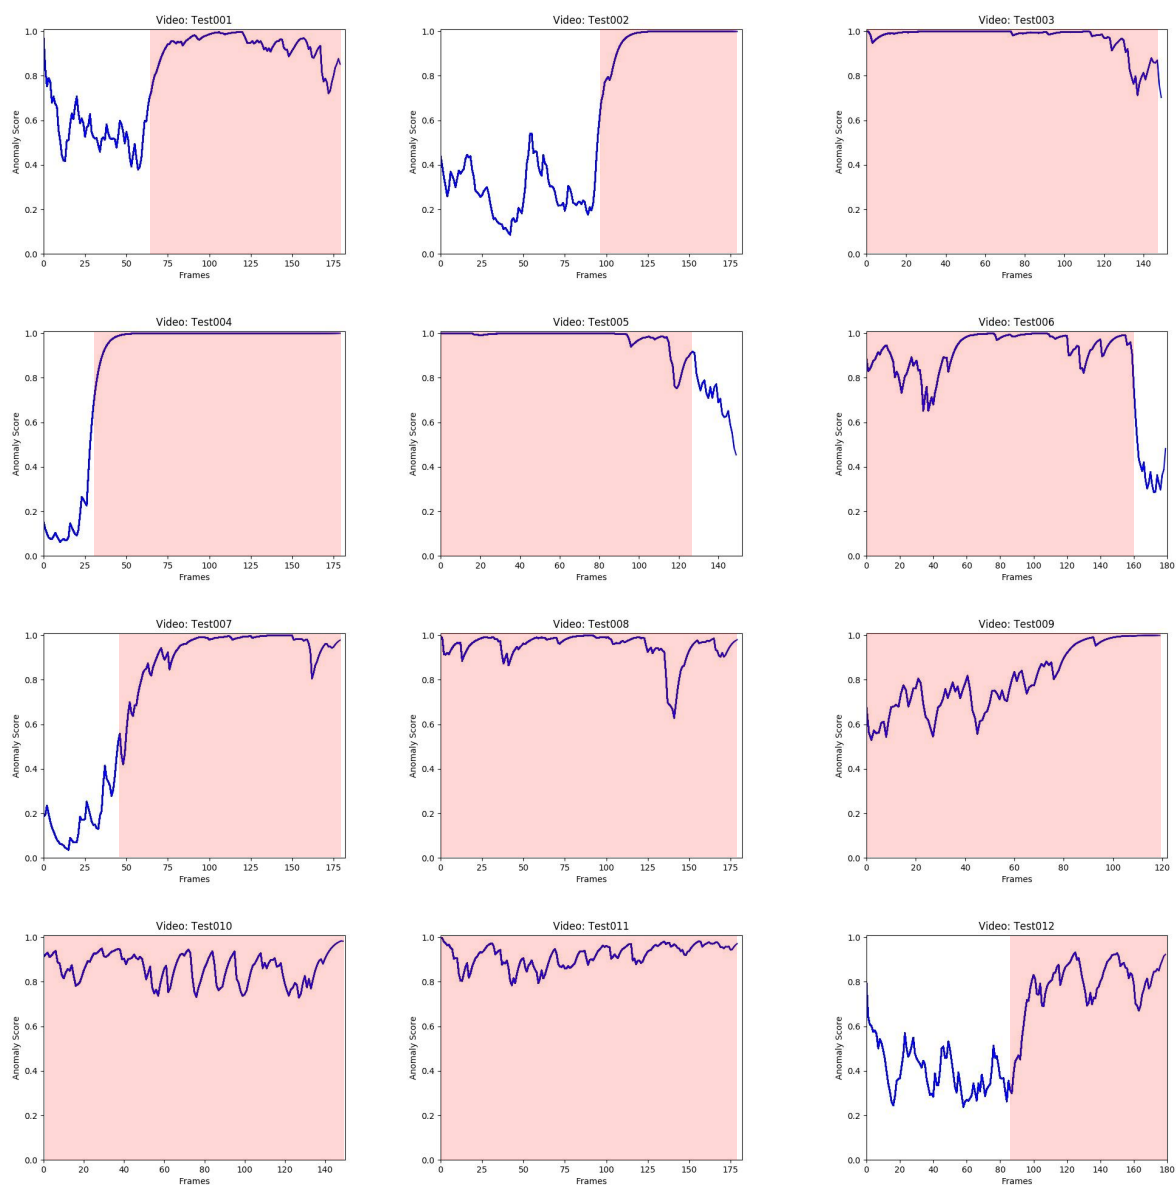 Video: Test001
1.0
0.8
0.6
0.4
0.2
0.0
Anomaly Score
0 25 50 75 100 125 150 175
Frames
Video: Test002
1.0
0.8
0.6
0.4
0.2
0.0
Anomaly Score
0 25 50 75 100 125 150 175
Frames
Video: Test003
1.0
0.8
0.6
0.4
0.2
0.0
Anomaly Score
0 20 40 60 80 100 120 140
Frames
Video: Test004
1.0
0.8
0.6
0.4
0.2
0.0
Anomaly Score
0 25 50 75 100 125 150 175
Frames
Video: Test005
1.0
0.8
0.6
0.4
0.2
0.0
Anomaly Score
0 20 40 60 80 100 120 140
Frames
Video: Test006
1.0
0.8
0.6
0.4
0.2
0.0
Anomaly Score
0 20 40 60 80 100 120 140 160 180
Frames
Video: Test007
1.0
0.8
0.6
0.4
0.2
0.0
Anomaly Score
0 25 50 75 100 125 150 175
Frames
Video: Test008
1.0
0.8
0.6
0.4
0.2
0.0
Anomaly Score
0 25 50 75 100 125 150 175
Frames
Video: Test009
1.0
0.8
0.6
0.4
0.2
0.0
Anomaly Score
0 20 40 60 80 100 120
Frames
Video: Test010
1.0
0.8
0.6
0.4
0.2
0.0
Anomaly Score
0 20 40 60 80 100 120 140
Frames
Video: Test011
1.0
0.8
0.6
0.4
0.2
0.0
Anomaly Score
0 25 50 75 100 125 150 175
Frames
Video: Test012
1.0
0.8
0.6
0.4
0.2
0.0
Anomaly Score
0 20 40 60 80 100 120 140 160 180
Frames